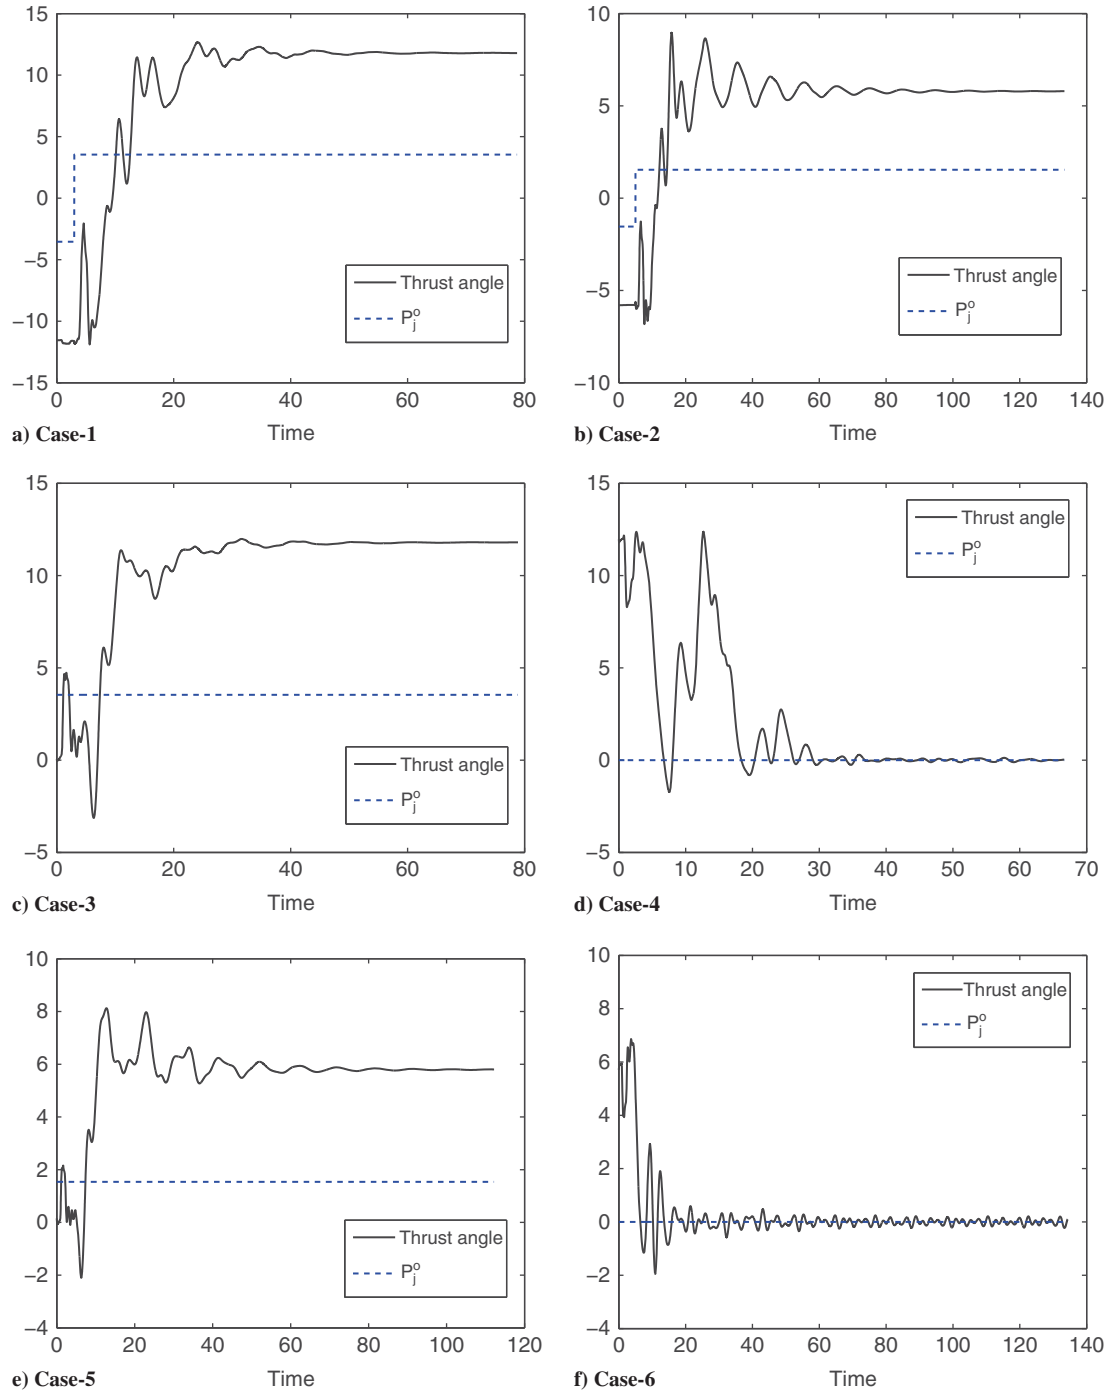 15
10
5
0
−5
−10
−15
0 20 40 60 80
Thrust angle
P_j^o
a) Case-1 Time
10
5
0
−5
−10
0 20 40 60 80 100 120 140
Thrust angle
P_j^o
b) Case-2 Time
15
10
5
0
−5
0 20 40 60 80
Thrust angle
P_j^o
c) Case-3 Time
15
10
5
0
−5
0 10 20 30 40 50 60 70
Thrust angle
P_j^o
d) Case-4 Time
10
8
6
4
2
0
−2
−4
0 20 40 60 80 100 120
Thrust angle
P_j^o
e) Case-5 Time
10
8
6
4
2
0
−2
−4
0 20 40 60 80 100 120 140
Thrust angle
P_j^o
f) Case-6 Time